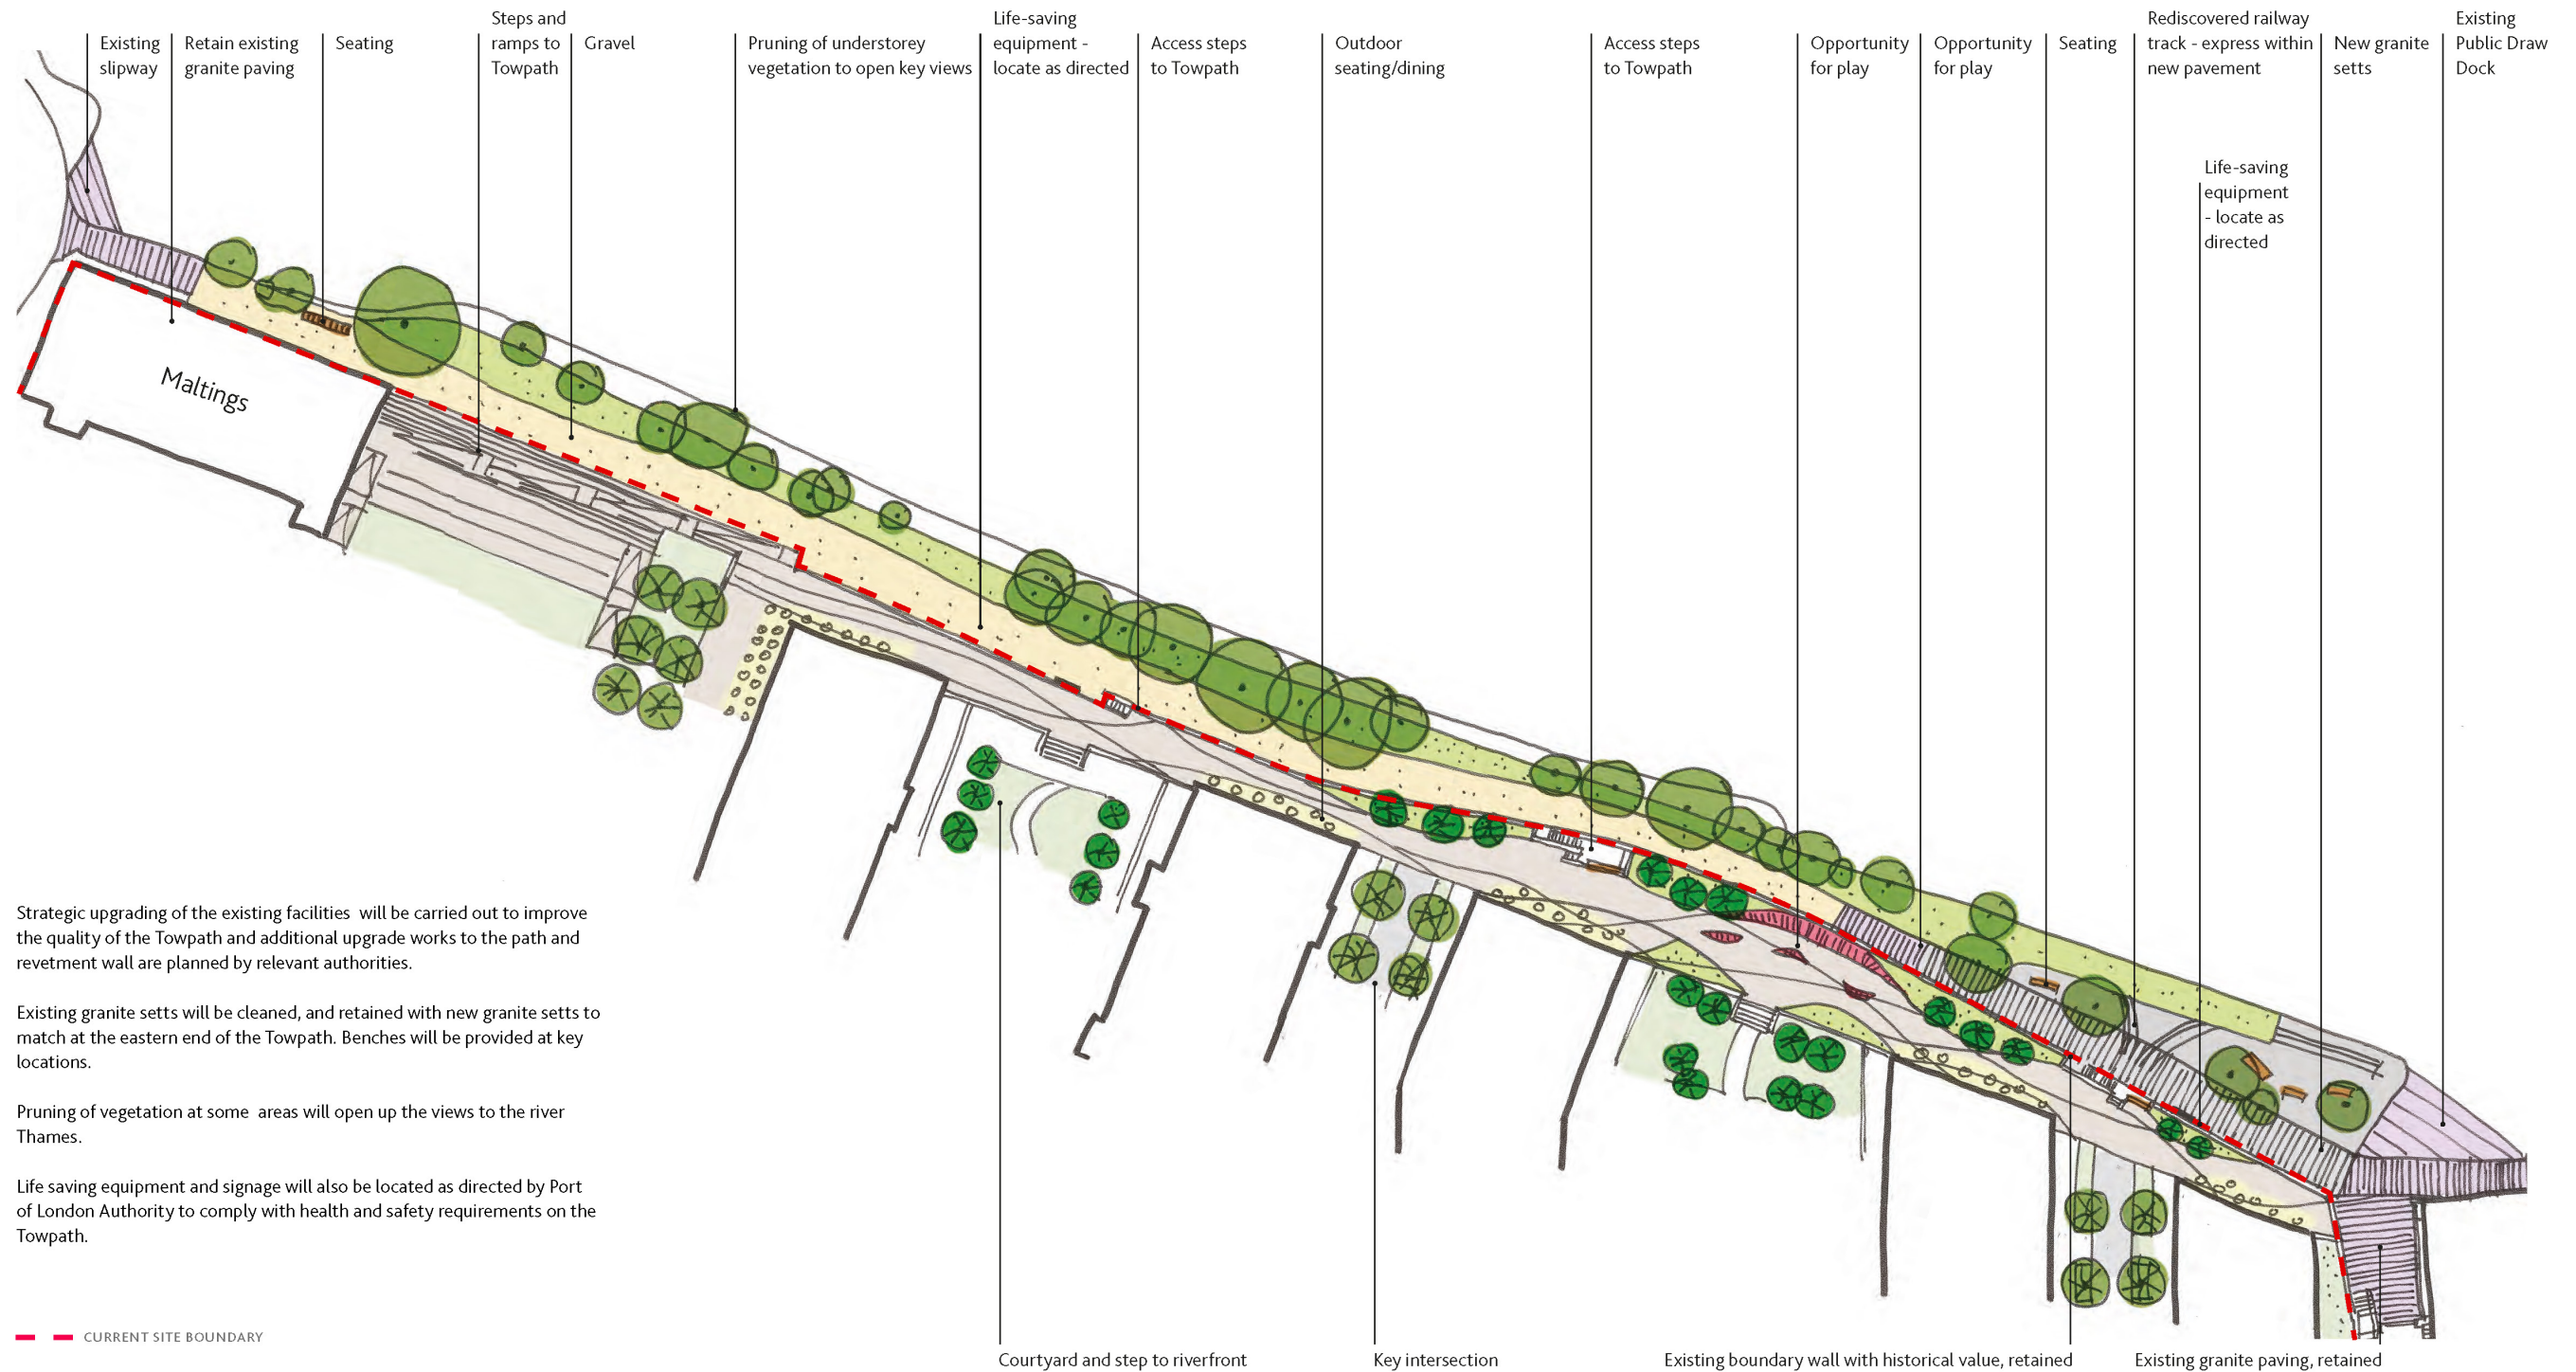 Existing
slipway
Retain existing
granite paving
Seating
Steps and
ramps to
Towpath
Gravel
Pruning of understorey
vegetation to open key views
Life-saving
equipment -
locate as directed
Access steps
to Towpath
Outdoor
seating/dining
Access steps
to Towpath
Opportunity
for play
Opportunity
for play
Seating
Rediscovered railway
track - express within
new pavement
New granite
setts
Existing
Public Draw
Dock
Life-saving
equipment
- locate as
directed
Maltings
Strategic upgrading of the existing facilities will be carried out to improve
the quality of the Towpath and additional upgrade works to the path and
revetment wall are planned by relevant authorities.
Existing granite setts will be cleaned, and retained with new granite setts to
match at the eastern end of the Towpath. Benches will be provided at key
locations.
Pruning of vegetation at some areas will open up the views to the river
Thames.
Life saving equipment and signage will also be located as directed by Port
of London Authority to comply with health and safety requirements on the
Towpath.
CURRENT SITE BOUNDARY
Courtyard and step to riverfront
Key intersection
Existing boundary wall with historical value, retained
Existing granite paving, retained